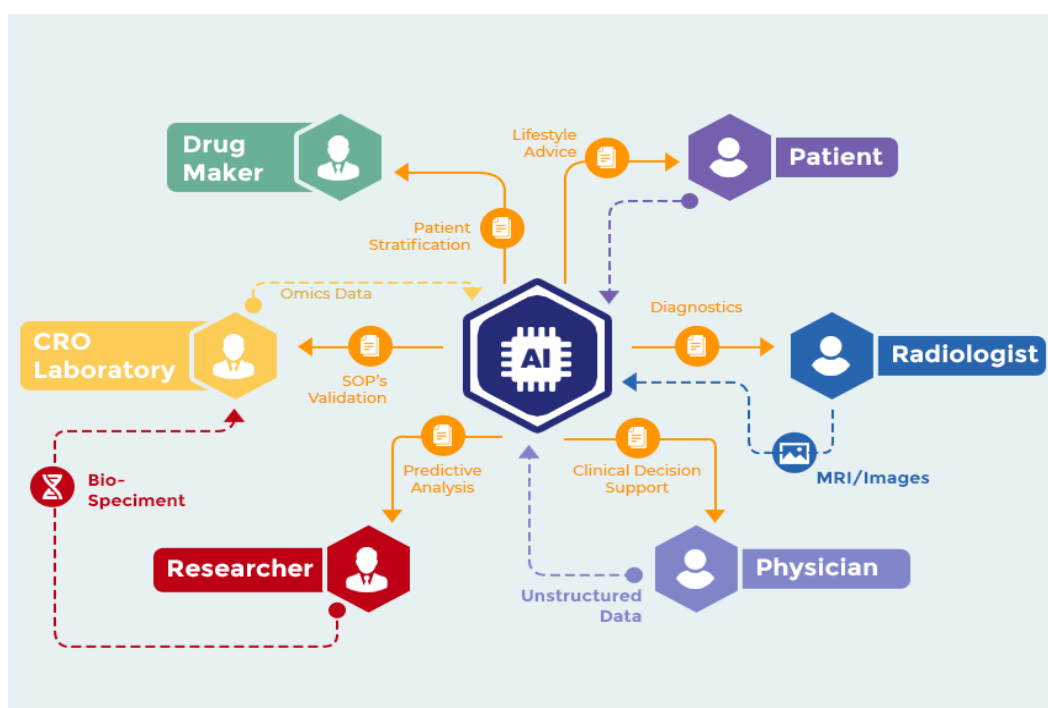 Drug
Maker
Lifestyle
Advice
Patient
Patient
Stratification
Omics Data
Diagnostics
CRO
Laboratory
AI
Radiologist
SOP's
Validation
Predictive
Analysis
Clinical Decision
Support
MRI/Images
Bio-
Speciment
Researcher
Physician
Unstructured
Data